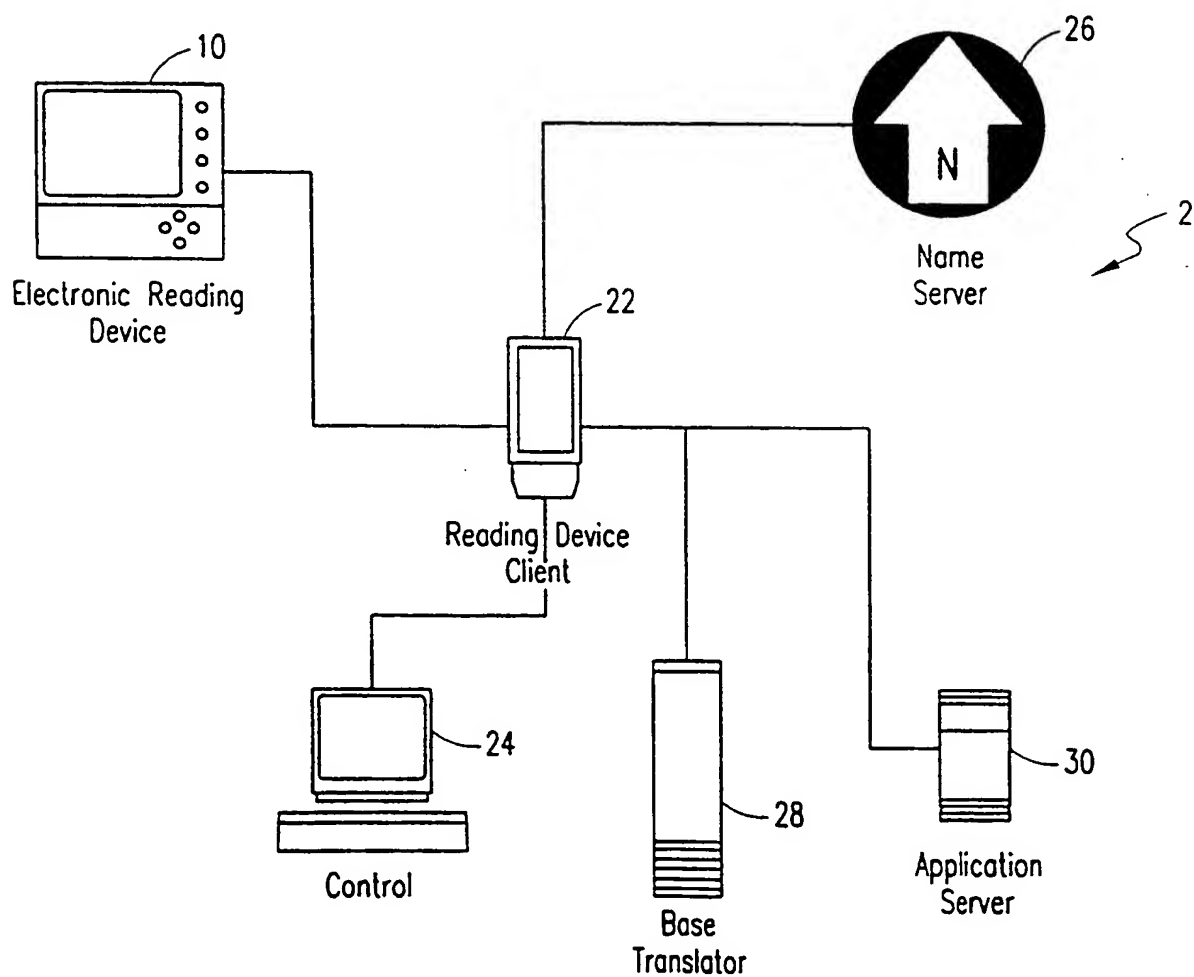 10
26
N
2
Name
Server
Electronic Reading
Device
22
Reading Device
Client
24
Control
28
Base
Translator
30
Application
Server